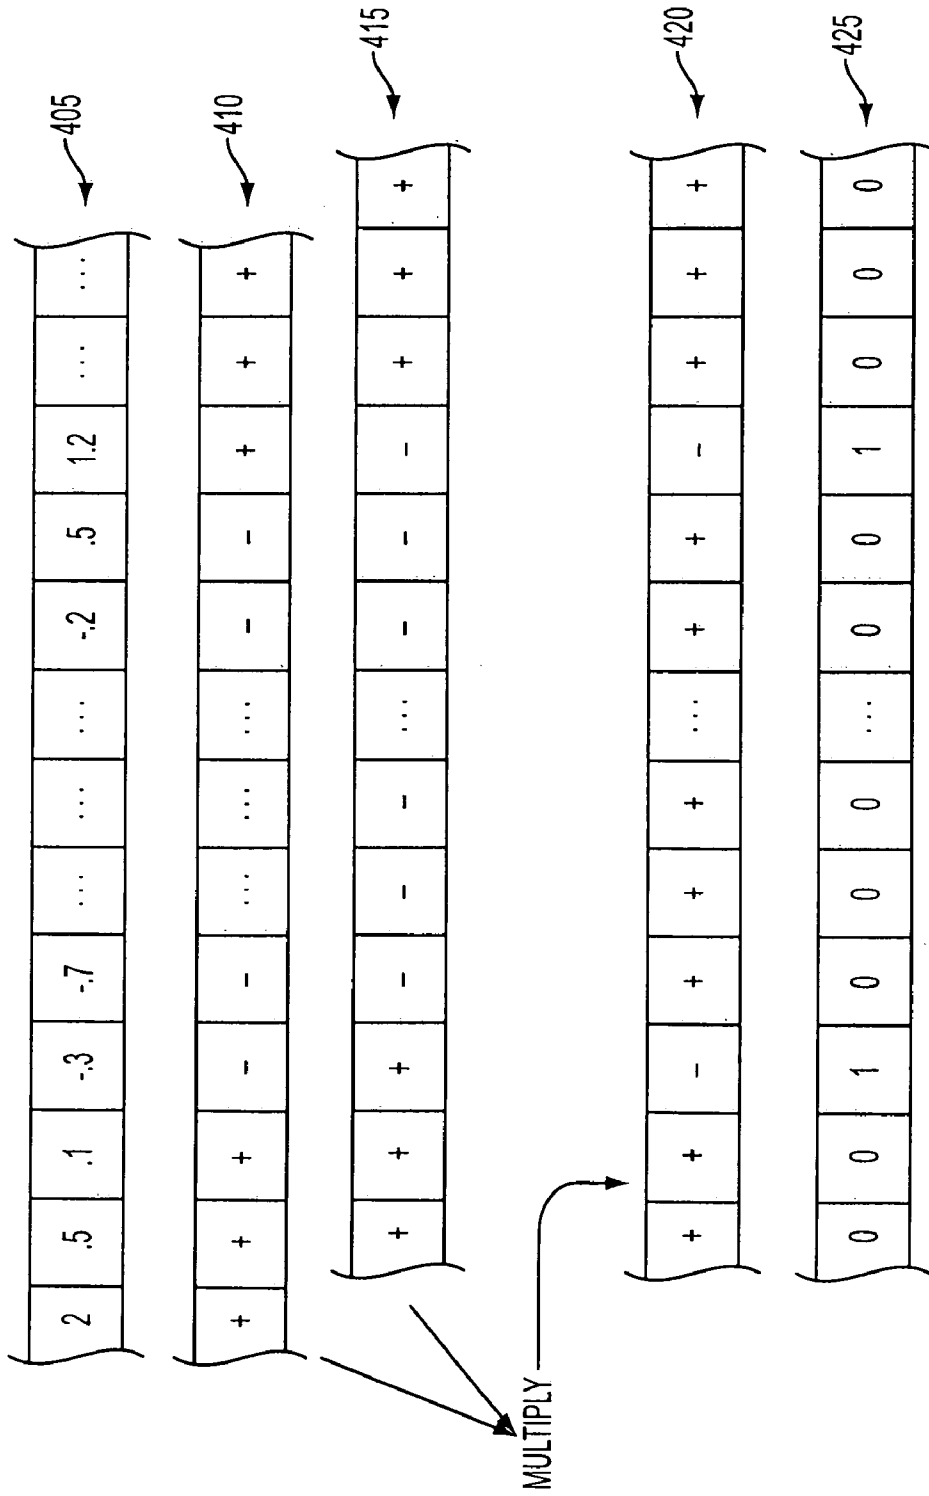 2 .5 .1 -.3 -.7 .... .... .... -.2 .5 1.2 ... ... 405
+ + + - - .... .... .... - - + + + 410
+ + + - - - .... - - - + + + 415
MULTIPLY
+ + - + + + ... + + - + + + 420
0 0 1 0 0 0 ... 0 0 1 0 0 0 425